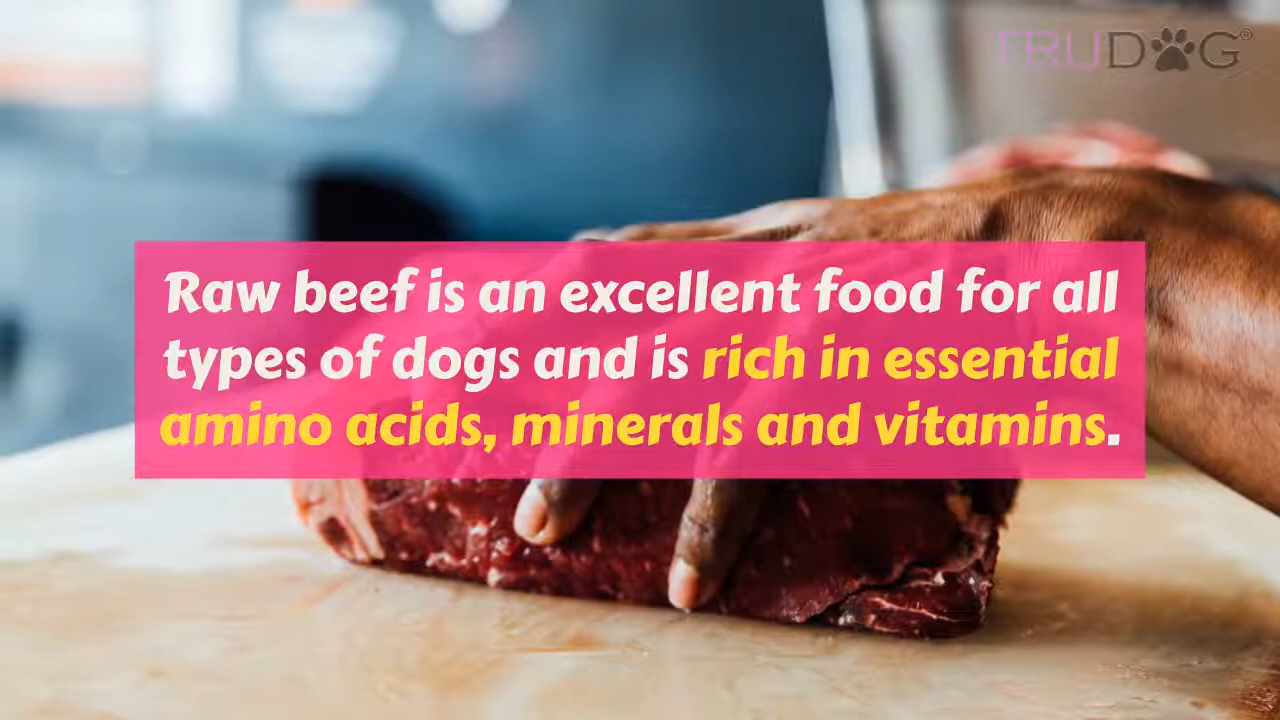 TRUDOG®
Raw beef is an excellent food for all
types of dogs and is rich in essential
amino acids, minerals and vitamins.